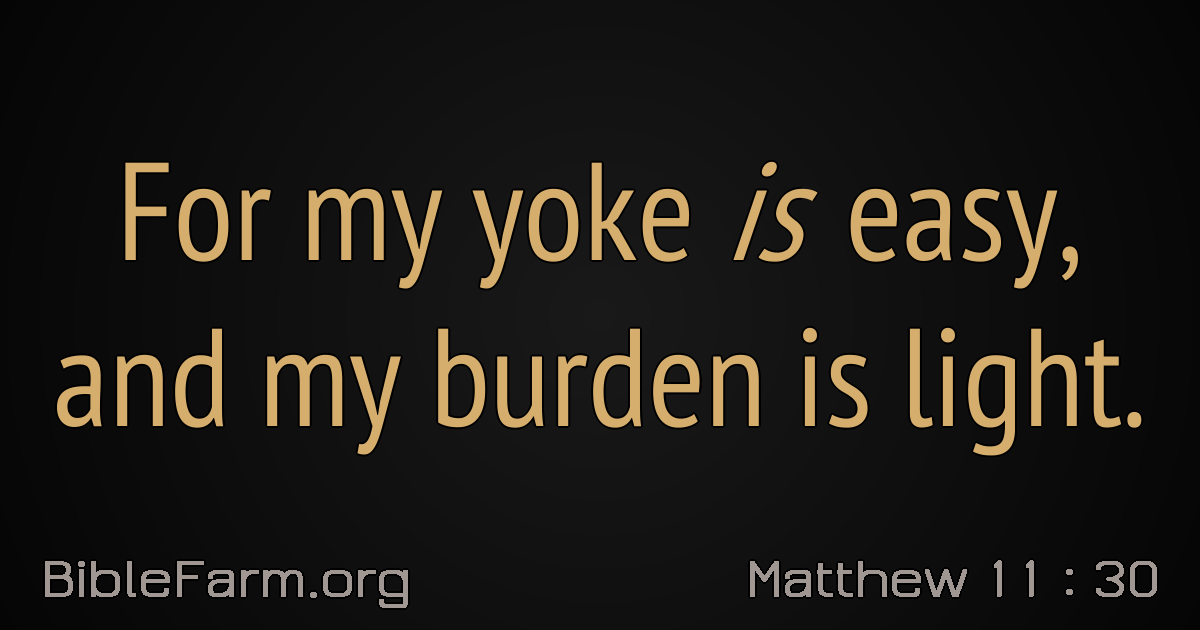 For my yoke is easy,
and my burden is light.
BibleFarm.org
Matthew 11 : 30